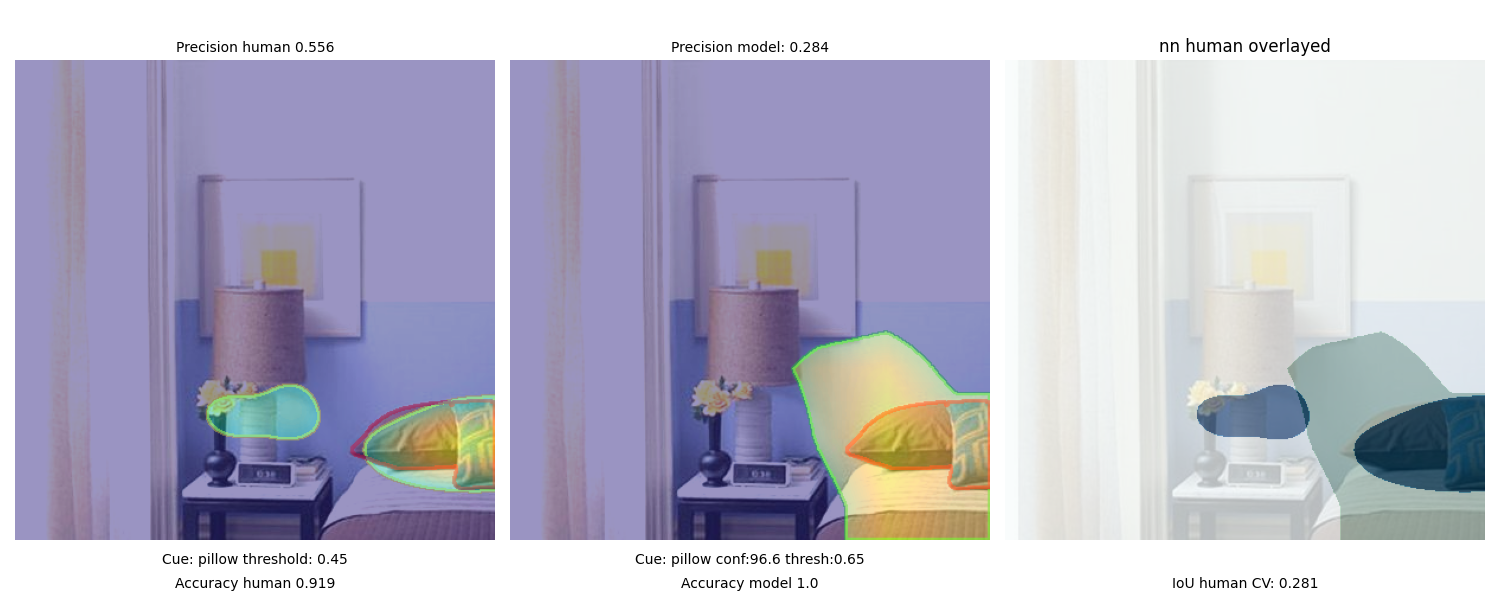 Precision human 0.556
Precision model: 0.284
nn human overlayed
Cue: pillow threshold: 0.45
Cue: pillow conf:96.6 thresh:0.65
Accuracy human 0.919
Accuracy model 1.0
IoU human CV: 0.281